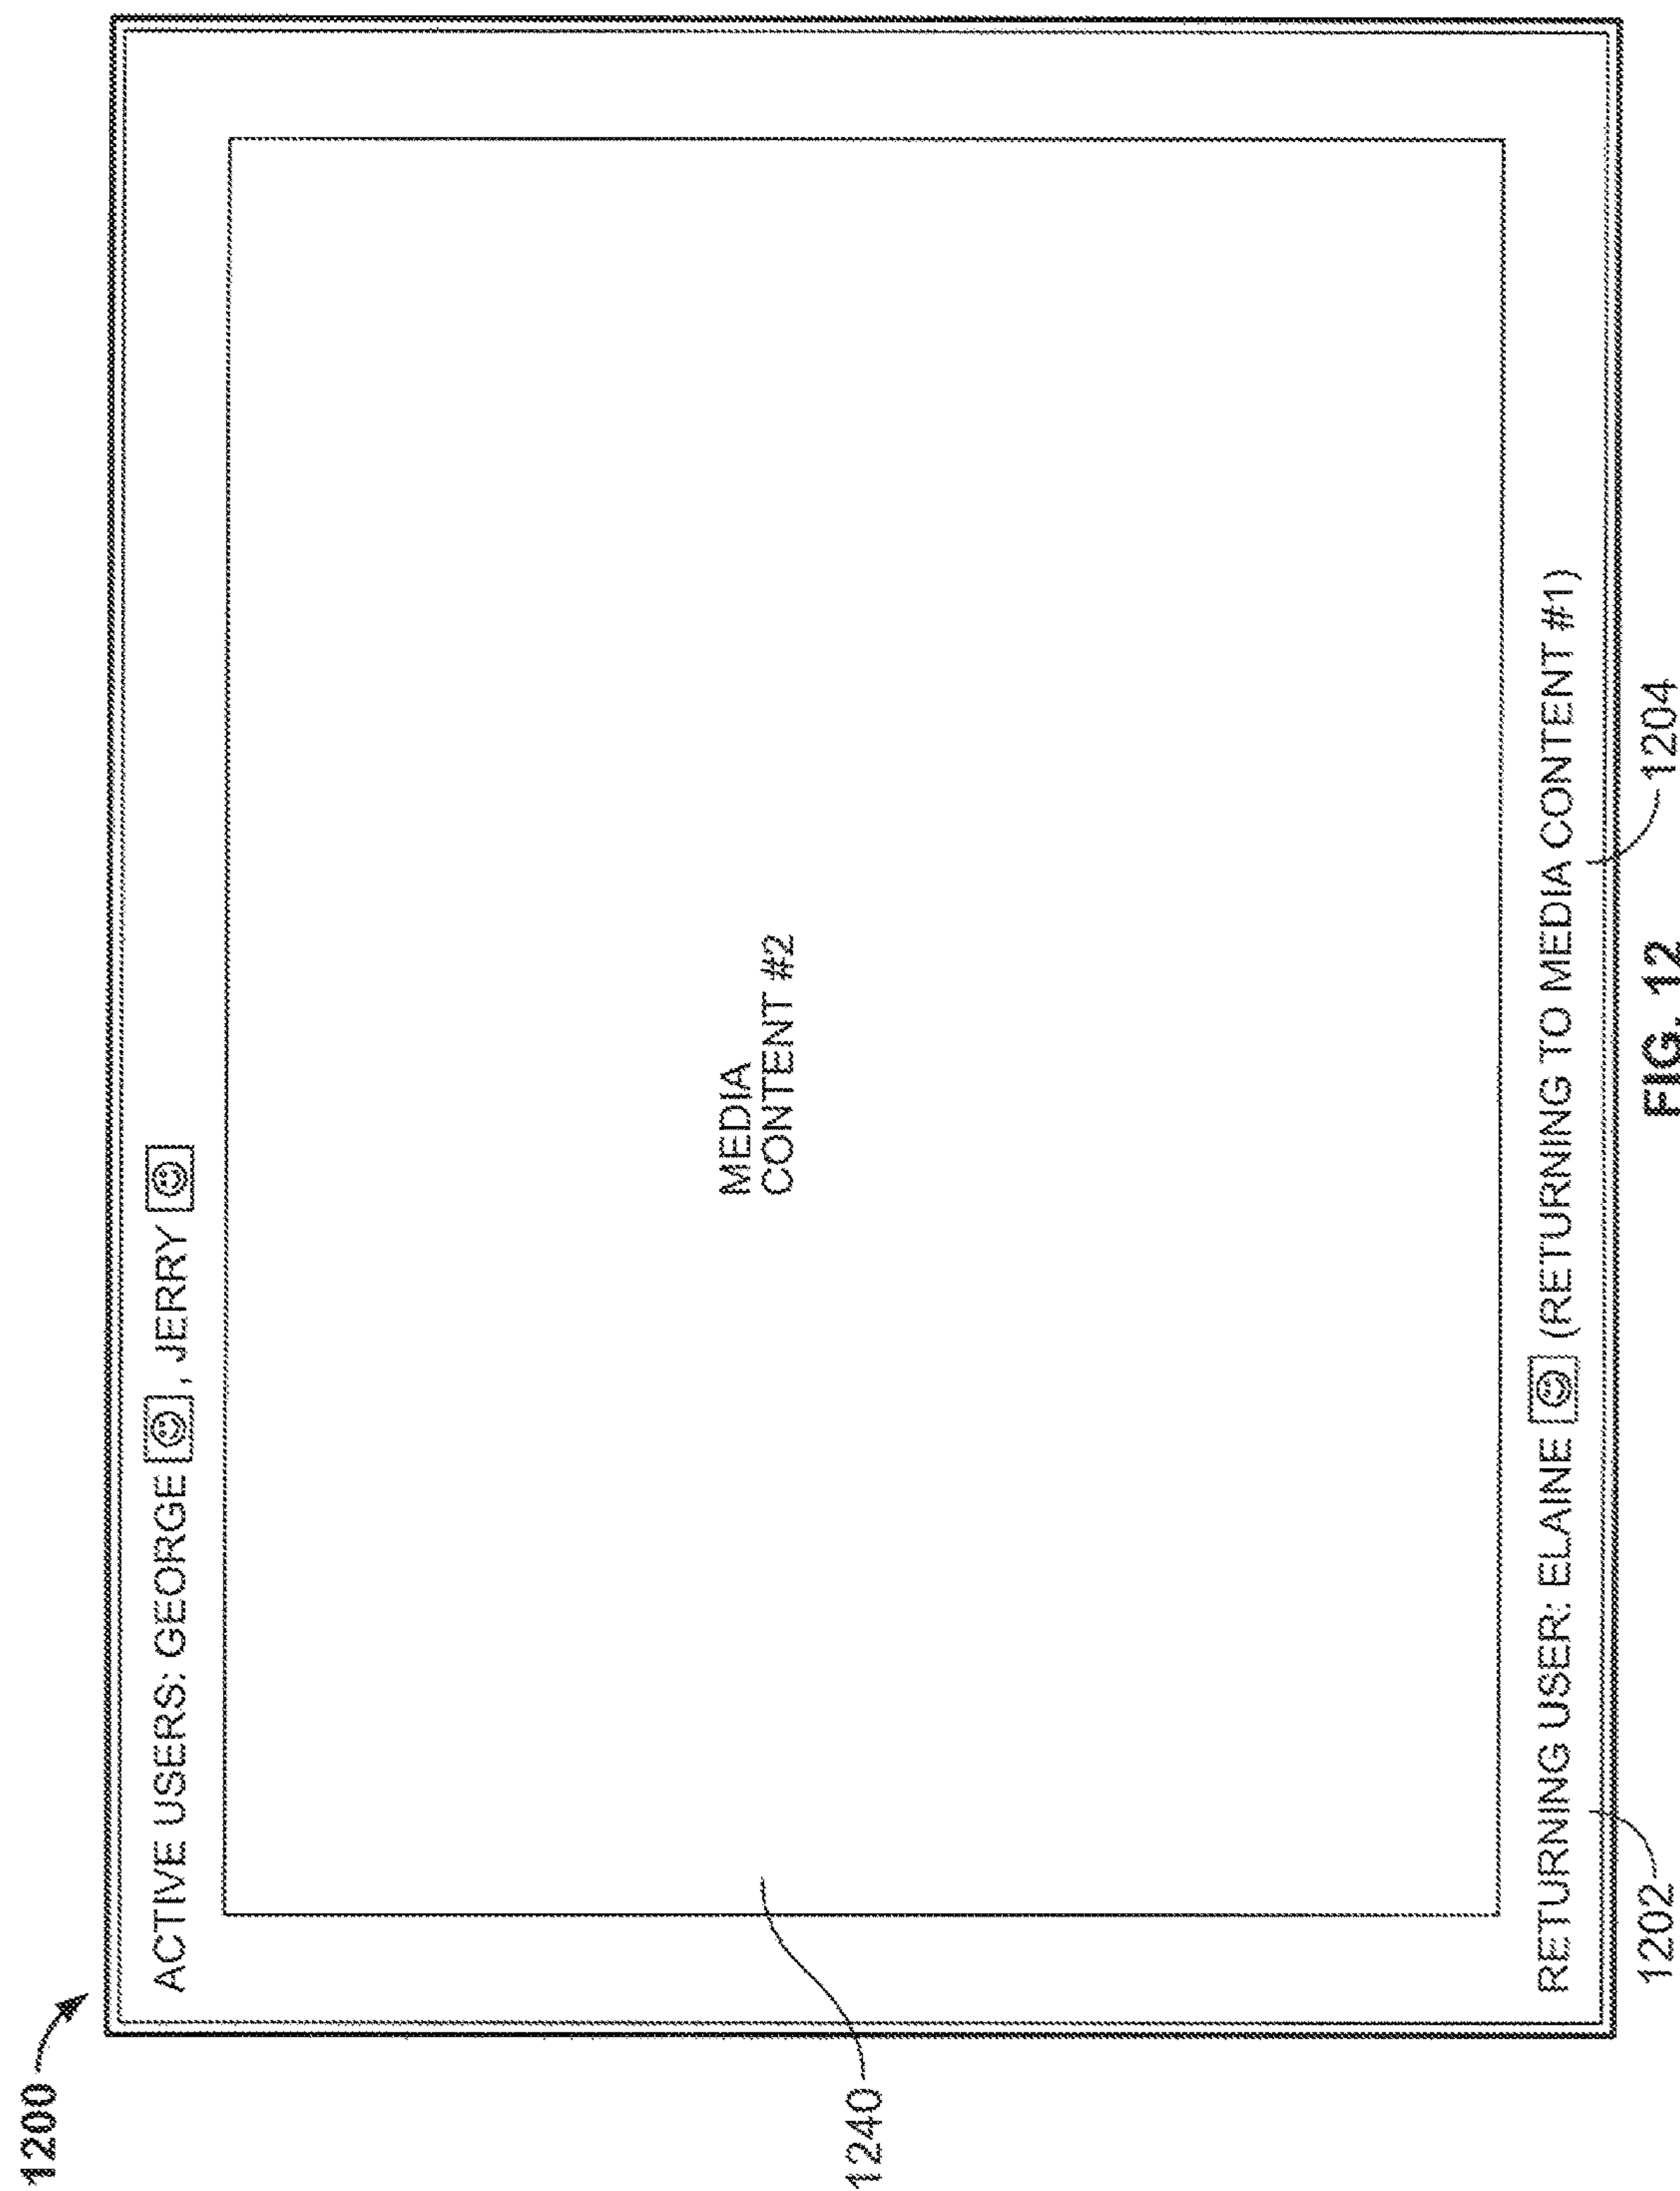 1200
ACTIVE USERS: GEORGE , JERRY
MEDIA
CONTENT #2
1240
RETURNING USER: ELAINE (RETURNING TO MEDIA CONTENT #1)
1202
1204
FIG. 12